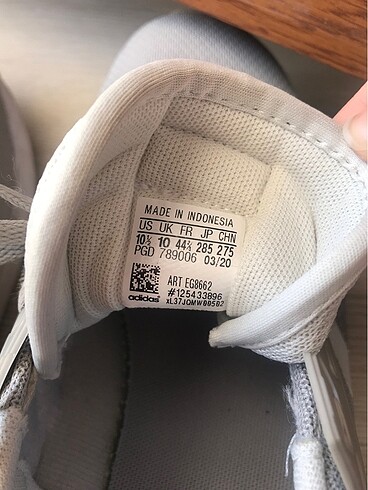 MADE IN INDONESIA
US UK FR JP CHN
10½ 10 44⅔ 285 275
PGD 789006 03/20
ART EG8662
#125433896
adidas